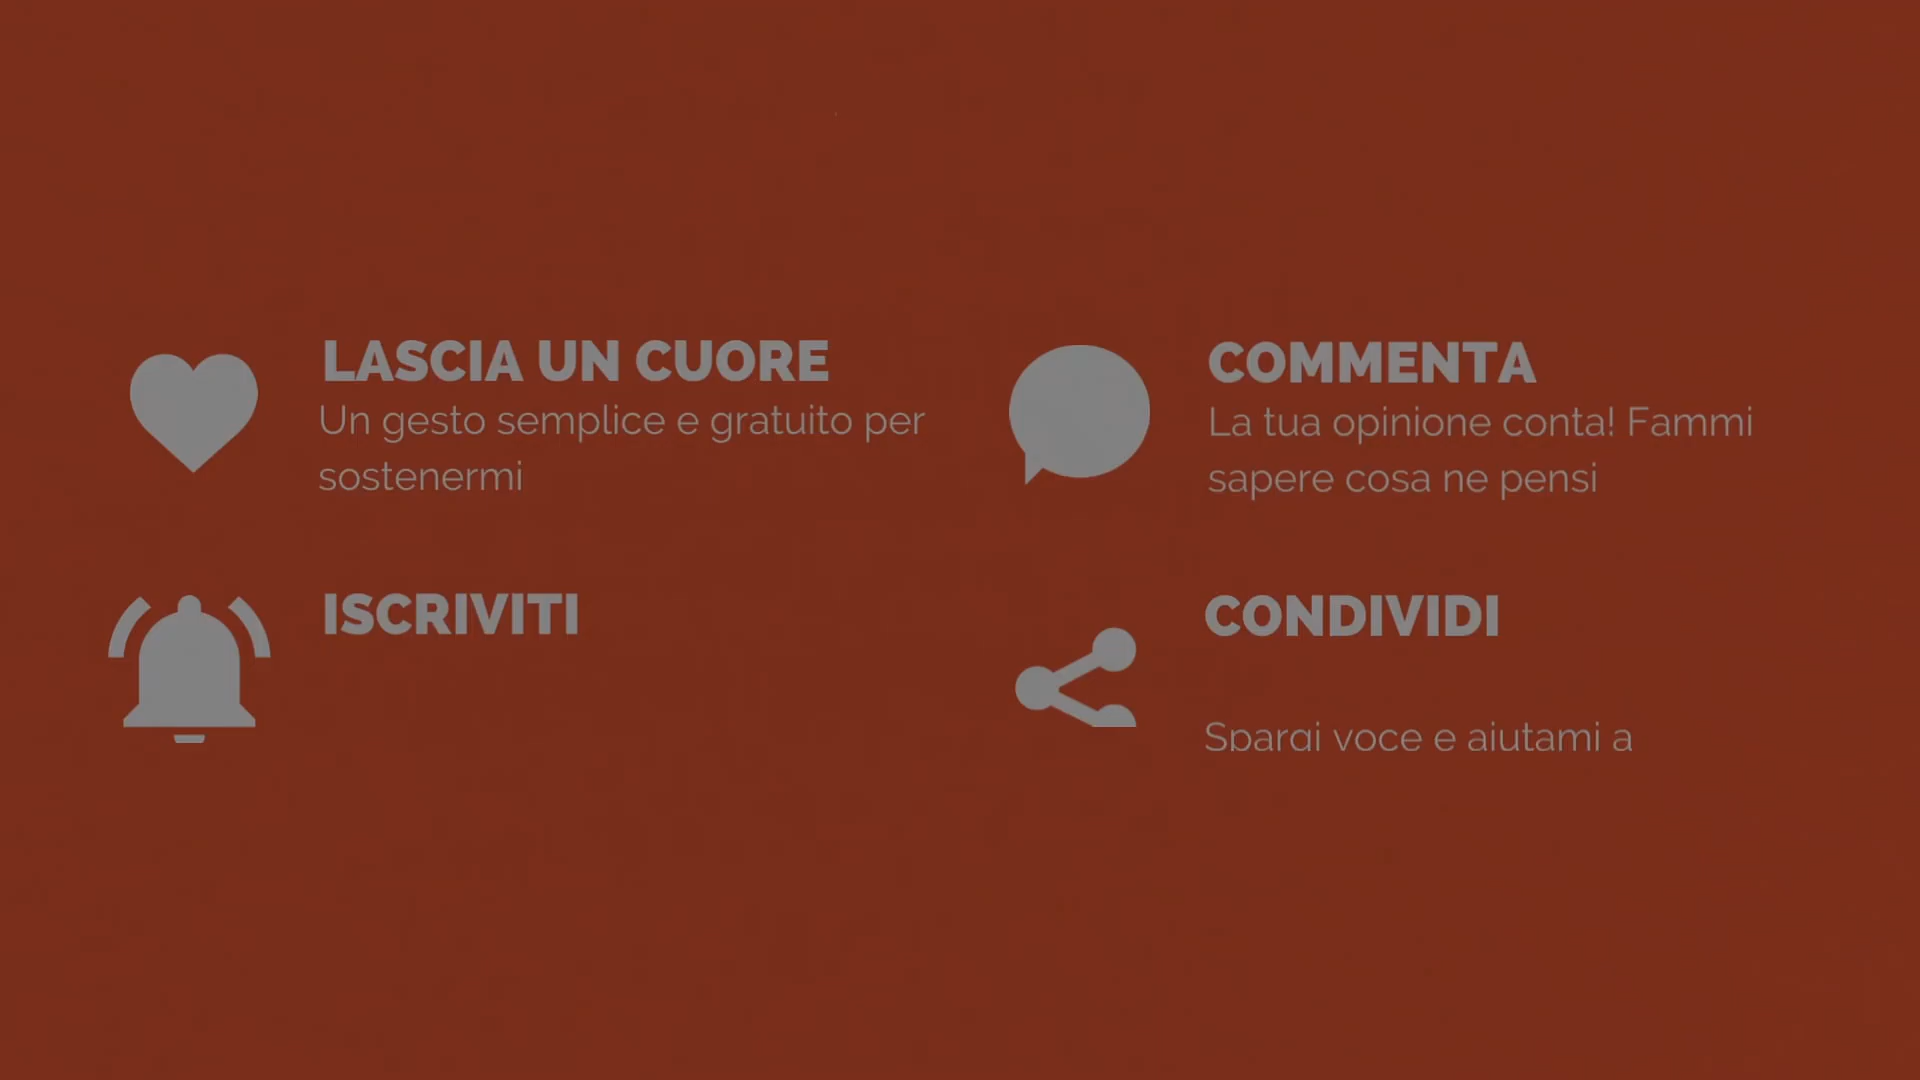 LASCIA UN CUORE
Un gesto semplice e gratuito per
sostenermi
COMMENTA
La tua opinione conta! Fammi
sapere cosa ne pensi
ISCRIVITI
CONDIVIDI
Spargi voce e aiutami a